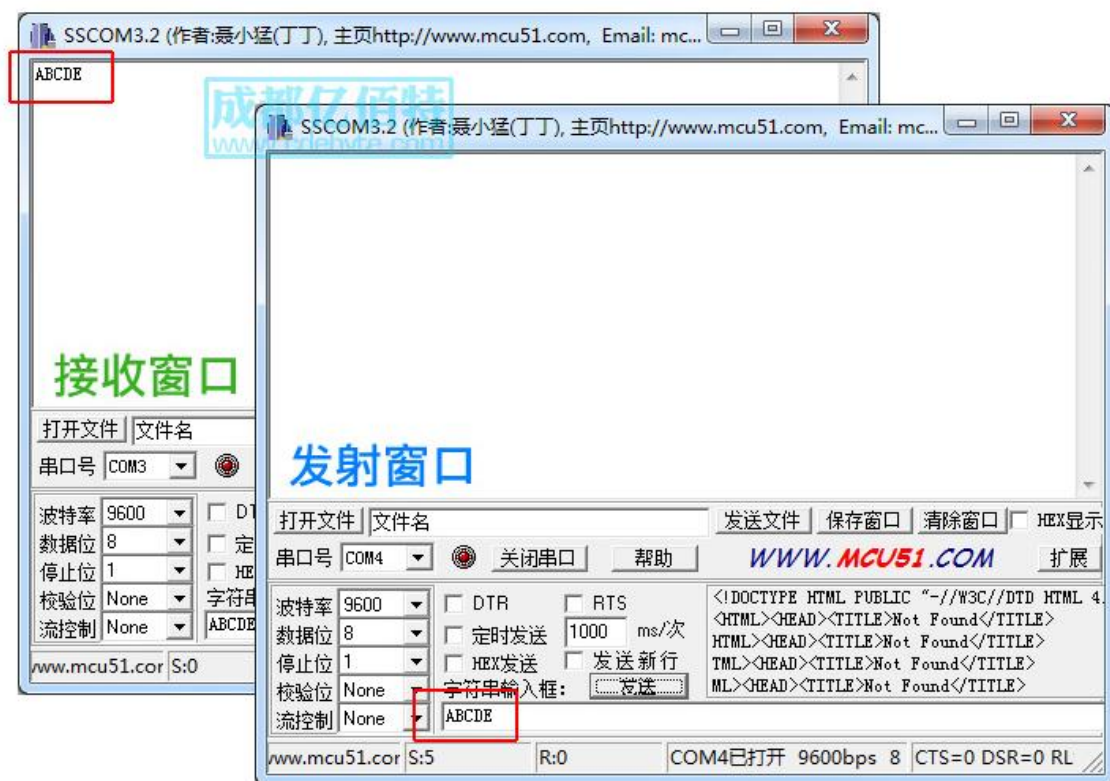 SSCOM3.2 (作者:聂小猛(丁丁), 主页http://www.mcu51.com, Email: mc...
ABCDE
成都亿佰特
www.cdebyte.com
接收窗口
打开文件 文件名
串口号 COM3
波特率 9600 DT
数据位 8 定
停止位 1 HE
校验位 None 字符串
流控制 None ABCDE
www.mcu51.cor S:0
SSCOM3.2 (作者:聂小猛(丁丁), 主页http://www.mcu51.com, Email: mc...
发射窗口
打开文件 文件名 发送文件 保存窗口 清除窗口 HEX显示
串口号 COM4 关闭串口 帮助 WWW.MCU51.COM 扩展
波特率 9600 DTR RTS
数据位 8 定时发送 1000 ms/次
停止位 1 HEX发送 发送新行
校验位 None 字符串输入框: 发送
流控制 None ABCDE
<!DOCTYPE HTML PUBLIC "-//W3C//DTD HTML 4.
<HTML><HEAD><TITLE>Not Found</TITLE>
HTML><HEAD><TITLE>Not Found</TITLE>
TML><HEAD><TITLE>Not Found</TITLE>
ML><HEAD><TITLE>Not Found</TITLE>
www.mcu51.cor S:5 R:0 COM4已打开 9600bps 8 CTS=0 DSR=0 RL